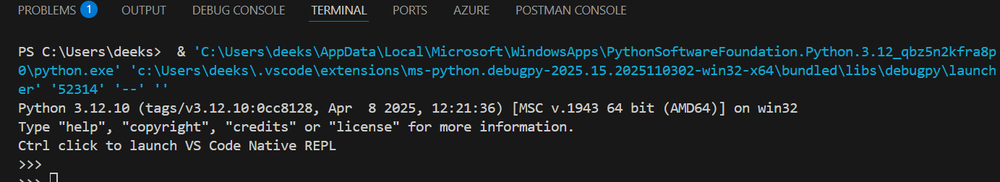 PROBLEMS 1 OUTPUT DEBUG CONSOLE TERMINAL PORTS AZURE POSTMAN CONSOLE
PS C:\Users\deeks>  & 'C:\Users\deeks\AppData\Local\Microsoft\WindowsApps\PythonSoftwareFoundation.Python.3.12_qbz5n2kfra8p
0\python.exe' 'c:\Users\deeks\.vscode\extensions\ms-python.debugpy-2025.15.2025110302-win32-x64\bundled\libs\debugpy\launch
er' '52314' '--' ''
Python 3.12.10 (tags/v3.12.10:0cc8128, Apr  8 2025, 12:21:36) [MSC v.1943 64 bit (AMD64)] on win32
Type "help", "copyright", "credits" or "license" for more information.
Ctrl click to launch VS Code Native REPL
>>>
>>>